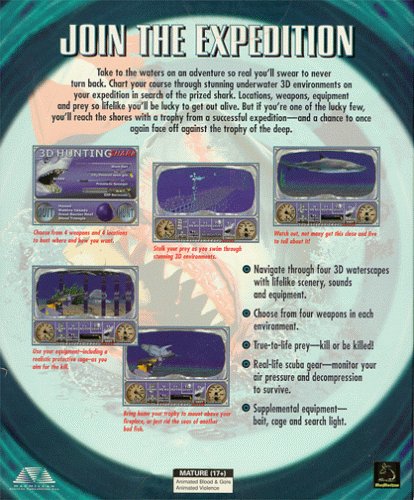 JOIN THE EXPEDITION
Take to the waters on an adventure so real you'll swear to never
turn back. Chart your course through stunning underwater 3D environments on
your expedition in search of the prized shark. Locations, weapons, equipment
and prey so lifelike you'll be lucky to get out alive. But if you're one of the lucky few,
you'll reach the shores with a trophy from a successful expedition—and a chance to once
again face off against the trophy of the deep.
3D HUNTING SHARK
Choose from 4 weapons and 4 locations
to hunt where and how you want.
Stalk your prey as you swim through
stunning 3D environments.
Watch out, not many get this close and live
to tell about it!
Use your equipment—including a
realistic protective cage—as you
aim for the kill.
Bring home your trophy to mount above your
fireplace, or just rid the seas of another
bad fish.
Navigate through four 3D waterscapes
with lifelike scenery, sounds
and equipment.
Choose from four weapons in each
environment.
True-to-life prey—kill or be killed!
Real-life scuba gear—monitor your
air pressure and decompression
to survive.
Supplemental equipment—
bait, cage and search light.
MATURE (17+)
Animated Blood & Gore
Animated Violence